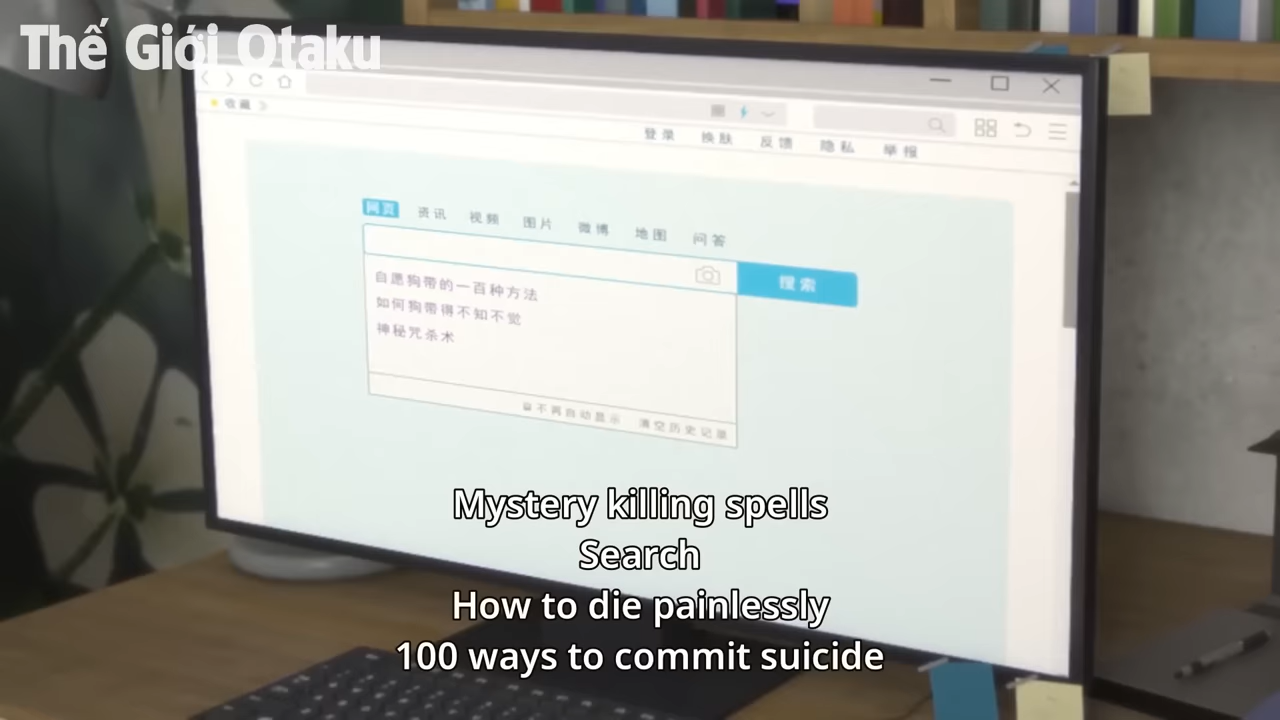 Thế Giới Otaku
收藏
登录 换肤 反馈 隐私 举报
网页 资讯 视频 图片 微博 地图 问答
搜索
自愿狗带的一百种方法
如何狗带得不知不觉
神秘咒杀术
不再自动显示 清空历史记录
Mystery killing spells
Search
How to die painlessly
100 ways to commit suicide